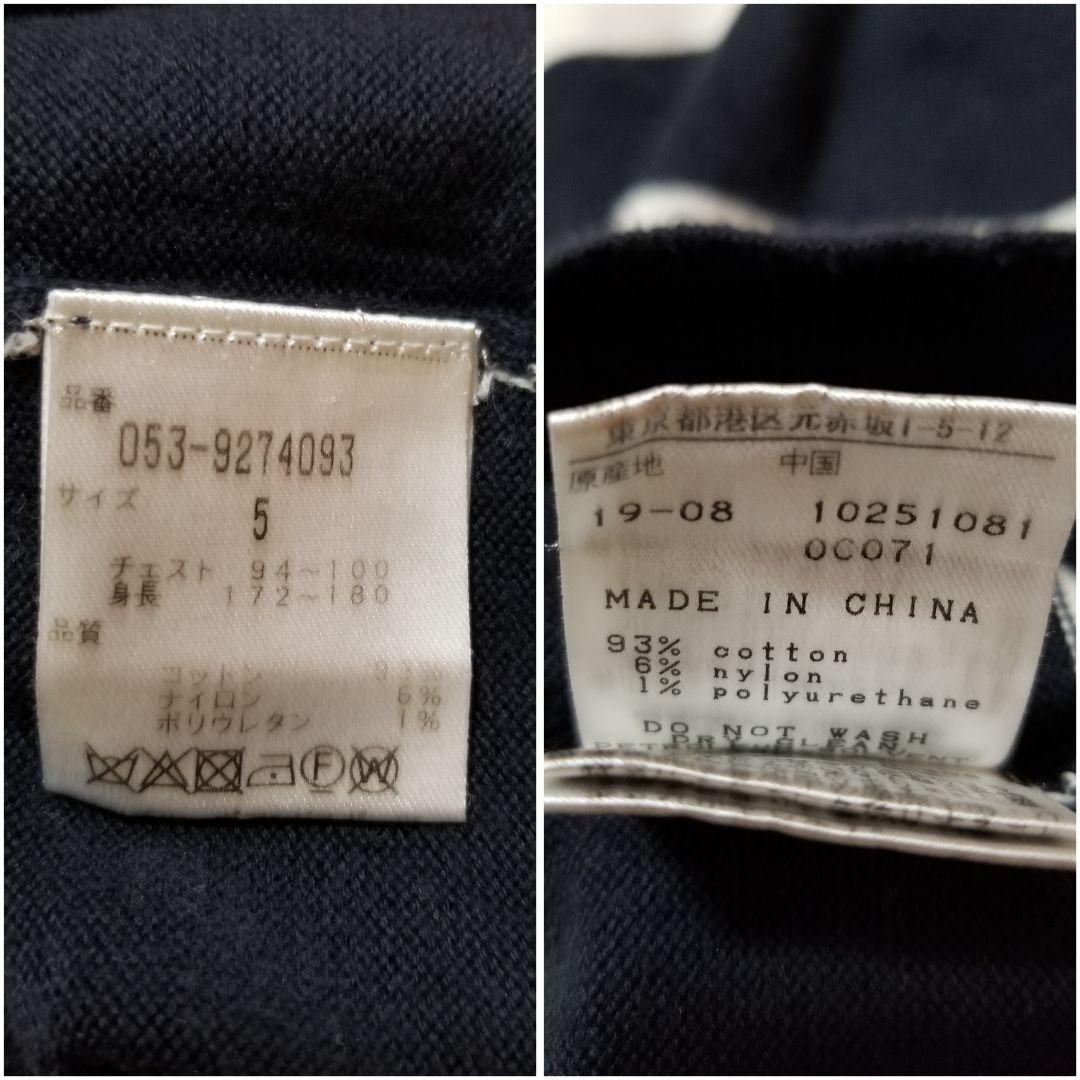 品番
053-9274093
サイズ
5
チェスト 94～100
身長 172～180
品質
コットン 93%
ナイロン 6%
ポリウレタン 1%
F W
東京都港区元赤坂1-5-12
原産地 中国
19-08 10251081
0C071
MADE IN CHINA
93% cotton
6% nylon
1% polyurethane
DO NOT WASH
DRY CLEAN